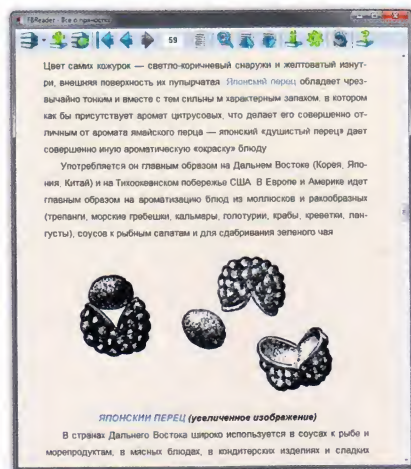 FBReader - Все о пряностях
59
Цвет самих кожурок — светло-коричневый снаружи и желтоватый изнут-
ри, внешняя поверхность их пупырчатая. Японский перец обладает чрез-
вычайно тонким и вместе с тем сильны м характерным запахом, в котором
как бы присутствует аромат цитрусовых, что делает его совершенно от-
личным от аромата ямайского перца — японский «душистый перец» дает
совершенно иную ароматическую «окраску» блюду
Употребляется он главным образом на Дальнем Востоке (Корея, Япо-
ния, Китай) и на Тихоокеанском побережье США. В Европе и Америке идет
главным образом на ароматизацию блюд из моллюсков и ракообразных
(трепанги, морские гребешки, кальмары, голотурии, крабы, креветки, лан-
густы), соусов к рыбным салатам и для сдабривания зеленого чая
ЯПОНСКИЙ ПЕРЕЦ (увеличенное изображение)
В странах Дальнего Востока широко используется в соусах к рыбе и
морепродуктам, в мясных блюдах, в кондитерских изделиях и сладких